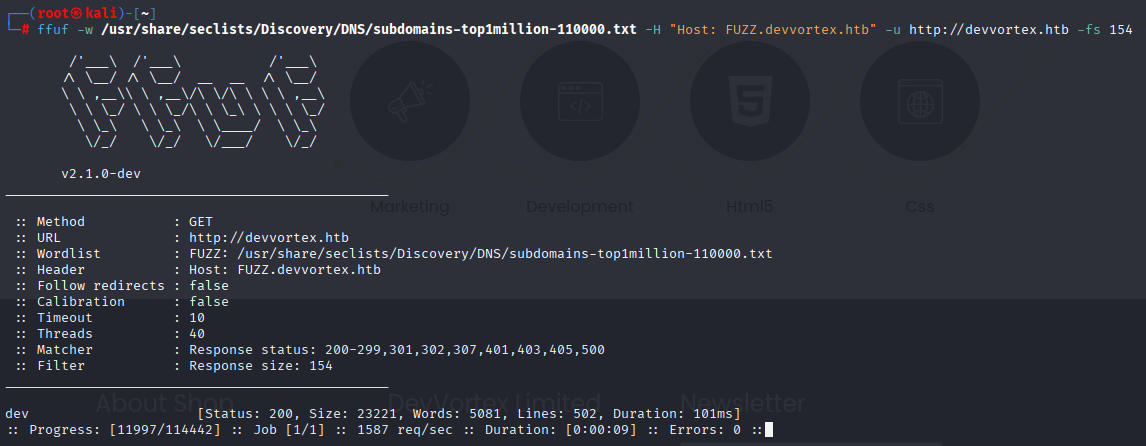 ┌──(root㉿kali)-[~]
└─# ffuf -w /usr/share/seclists/Discovery/DNS/subdomains-top1million-110000.txt -H "Host: FUZZ.devvortex.htb" -u http://devvortex.htb -fs 154
v2.1.0-dev
Marketing Development Html5 Css
:: Method : GET
:: URL : http://devvortex.htb
:: Wordlist : FUZZ: /usr/share/seclists/Discovery/DNS/subdomains-top1million-110000.txt
:: Header : Host: FUZZ.devvortex.htb
:: Follow redirects : false
:: Calibration : false
:: Timeout : 10
:: Threads : 40
:: Matcher : Response status: 200-299,301,302,307,401,403,405,500
:: Filter : Response size: 154
About Shop DevVortex Limited Newsletter
dev [Status: 200, Size: 23221, Words: 5081, Lines: 502, Duration: 101ms]
:: Progress: [11997/114442] :: Job [1/1] :: 1587 req/sec :: Duration: [0:00:09] :: Errors: 0 ::